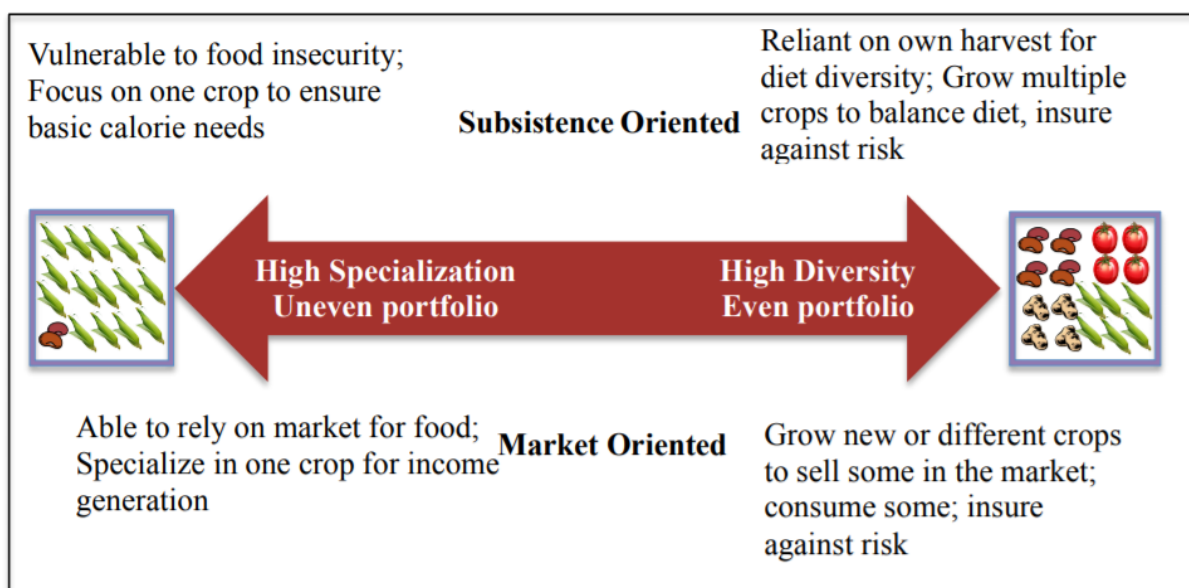 Vulnerable to food insecurity;
Focus on one crop to ensure
basic calorie needs
Subsistence Oriented
Reliant on own harvest for
diet diversity; Grow multiple
crops to balance diet, insure
against risk
High Specialization
Uneven portfolio
High Diversity
Even portfolio
Able to rely on market for food;
Specialize in one crop for income
generation
Market Oriented
Grow new or different crops
to sell some in the market;
consume some; insure
against risk